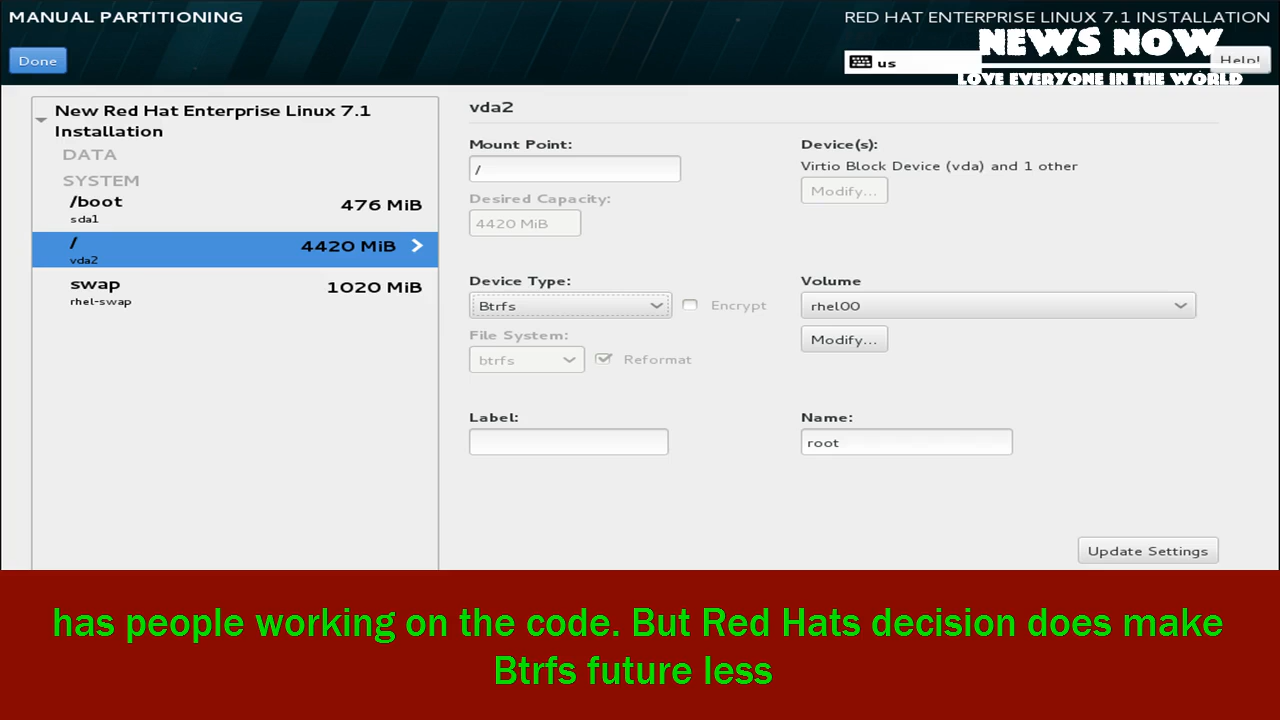 MANUAL PARTITIONING
RED HAT ENTERPRISE LINUX 7.1 INSTALLATION
NEWS NOW
LOVE EVERYONE IN THE WORLD
Done
us
Help!
New Red Hat Enterprise Linux 7.1
Installation
DATA
SYSTEM
/boot
476 MiB
sda1
/
4420 MiB
vda2
swap
1020 MiB
rhel-swap
vda2
Mount Point:
/
Desired Capacity:
4420 MiB
Device(s):
Virtio Block Device (vda) and 1 other
Modify...
Device Type:
Btrfs
Encrypt
File System:
btrfs
Reformat
Volume
rhel00
Modify...
Label:
Name:
root
Update Settings
has people working on the code. But Red Hats decision does make
Btrfs future less